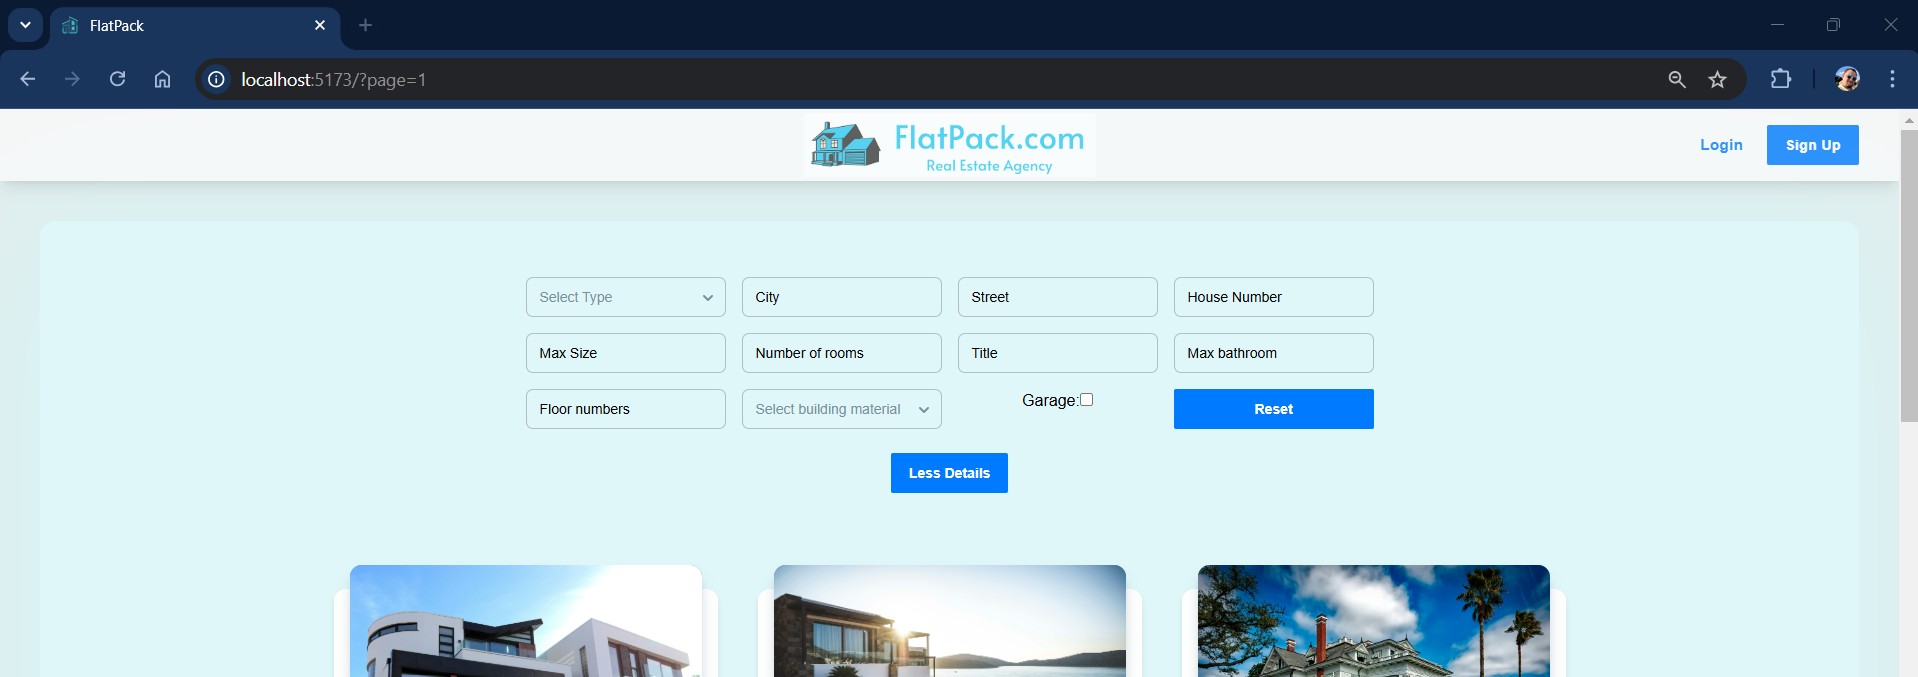 FlatPack
localhost:5173/?page=1
FlatPack.com
Real Estate Agency
Login
Sign Up
Select Type
City
Street
House Number
Max Size
Number of rooms
Title
Max bathroom
Floor numbers
Select building material
Garage:
Reset
Less Details